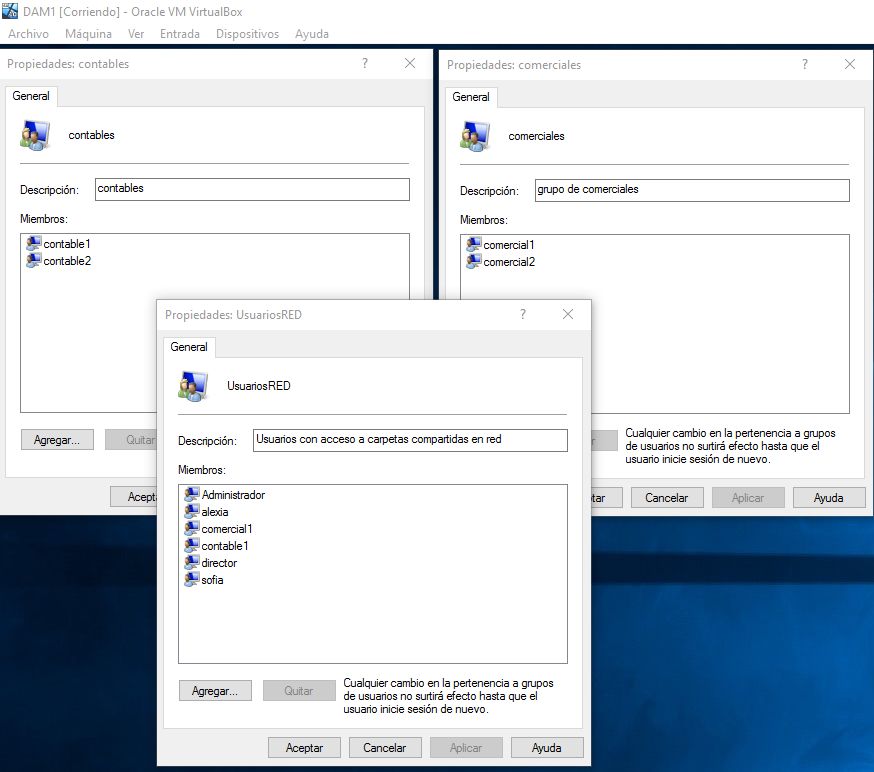 DAM1 [Corriendo] - Oracle VM VirtualBox
Archivo Máquina Ver Entrada Dispositivos Ayuda
Propiedades: contables ?
General
contables
Descripción: contables
Miembros:
contable1
contable2
Agregar... Quitar
Propiedades: comerciales ?
General
comerciales
Descripción: grupo de comerciales
Miembros:
comercial1
comercial2
Cualquier cambio en la pertenencia a grupos
de usuarios no surtirá efecto hasta que el
usuario inicie sesión de nuevo.
Cancelar Aplicar Ayuda
Propiedades: UsuariosRED ?
General
UsuariosRED
Descripción: Usuarios con acceso a carpetas compartidas en red
Miembros:
Administrador
alexia
comercial1
contable1
director
sofia
Agregar... Quitar
Cualquier cambio en la pertenencia a grupos
de usuarios no surtirá efecto hasta que el
usuario inicie sesión de nuevo.
Aceptar Cancelar Aplicar Ayuda